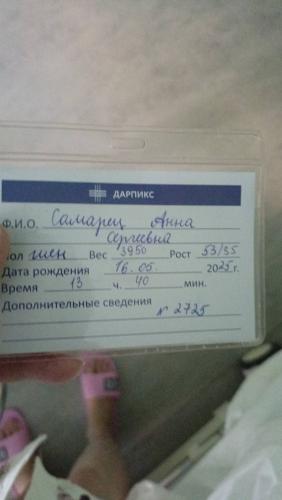 ДАРПИКС
Ф.И.О. Самарец Анна
Сергеевна
Пол жен Вес 3950 Рост 53/35
Дата рождения 16.05. 2025 г.
Время 13 ч. 40 мин.
Дополнительные сведения
N 2725